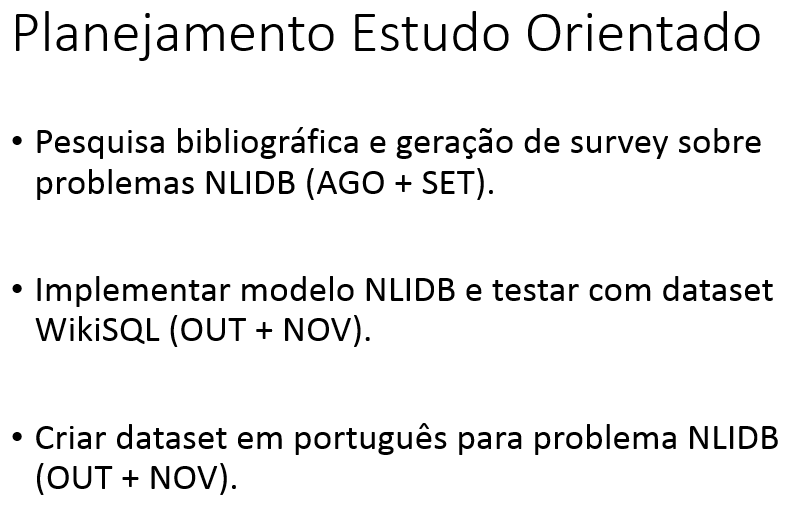 Planejamento Estudo Orientado
• Pesquisa bibliográfica e geração de survey sobre
problemas NLIDB (AGO + SET).
• Implementar modelo NLIDB e testar com dataset
WikiSQL (OUT + NOV).
• Criar dataset em português para problema NLIDB
(OUT + NOV).